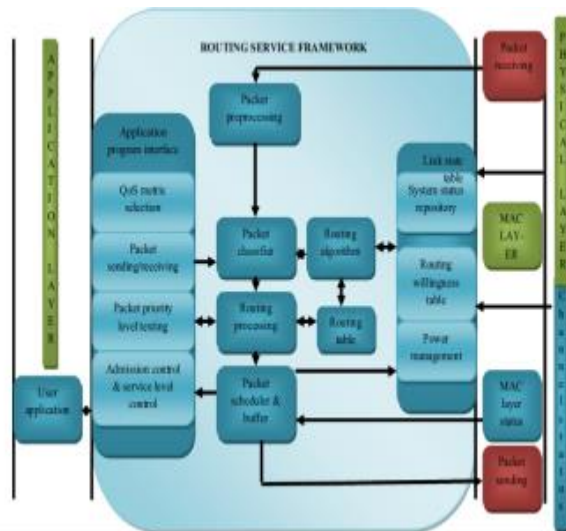 ROUTING SERVICE FRAMEWORK
Packet
receiving
PHYSICAL LAYER
APPLICATION LAYER
Packet
preprocessing
Application
program interface
Link state
table
QoS metric
selection
System status
repository
MAC
LAY-
ER
Packet
classifier
Routing
algorithm
Packet
sending/receiving
Routing
willingness
table
Packet priority
level texting
Routing
processing
Routing
table
Power
management
Admission control
& service level
control
Packet
scheduler &
buffer
User
application
MAC
layer
status
Packet
sending